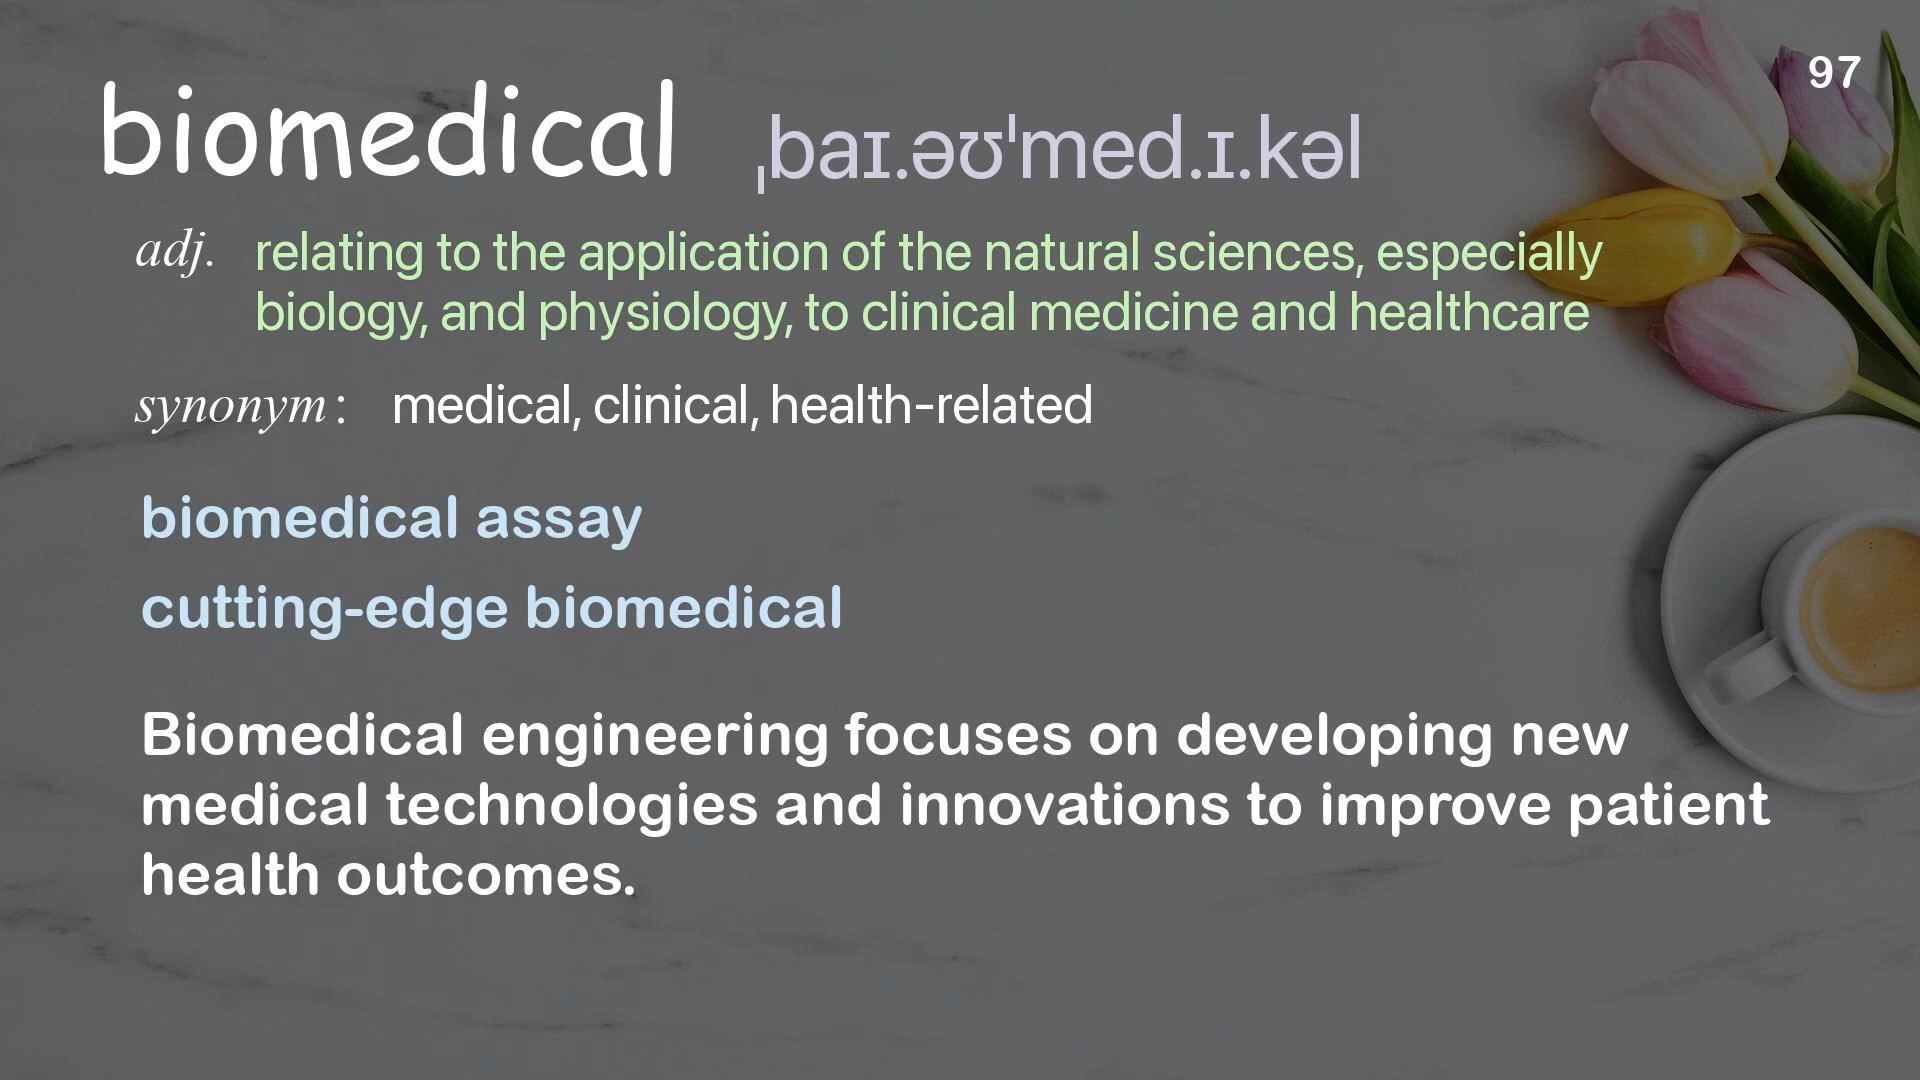 97
biomedical ˌbaɪ.əʊˈmed.ɪ.kəl
adj. relating to the application of the natural sciences, especially
biology, and physiology, to clinical medicine and healthcare
synonym: medical, clinical, health-related
biomedical assay
cutting-edge biomedical
Biomedical engineering focuses on developing new
medical technologies and innovations to improve patient
health outcomes.